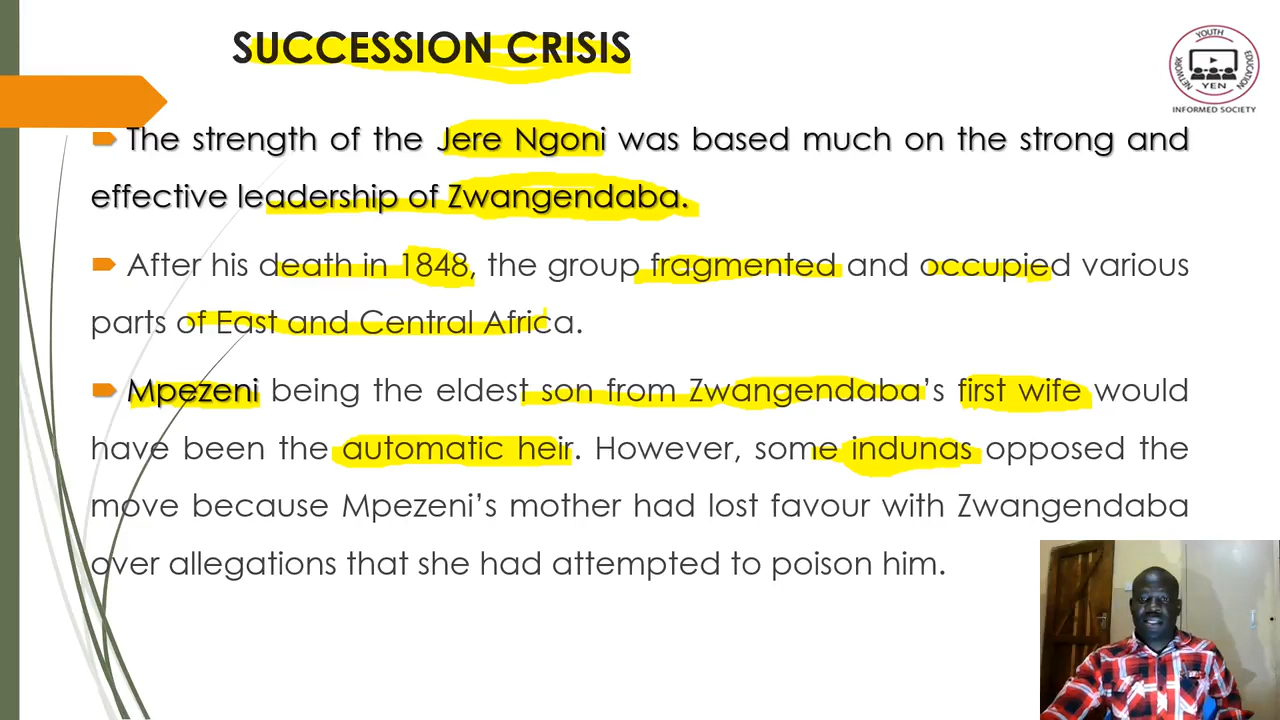 SUCCESSION CRISIS
YOUTH
EDUCATION
NETWORK
YEN
INFORMED SOCIETY
The strength of the Jere Ngoni was based much on the strong and
effective leadership of Zwangendaba.
After his death in 1848, the group fragmented and occupied various
parts of East and Central Africa.
Mpezeni being the eldest son from Zwangendaba’s first wife would
have been the automatic heir. However, some indunas opposed the
move because Mpezeni’s mother had lost favour with Zwangendaba
over allegations that she had attempted to poison him.